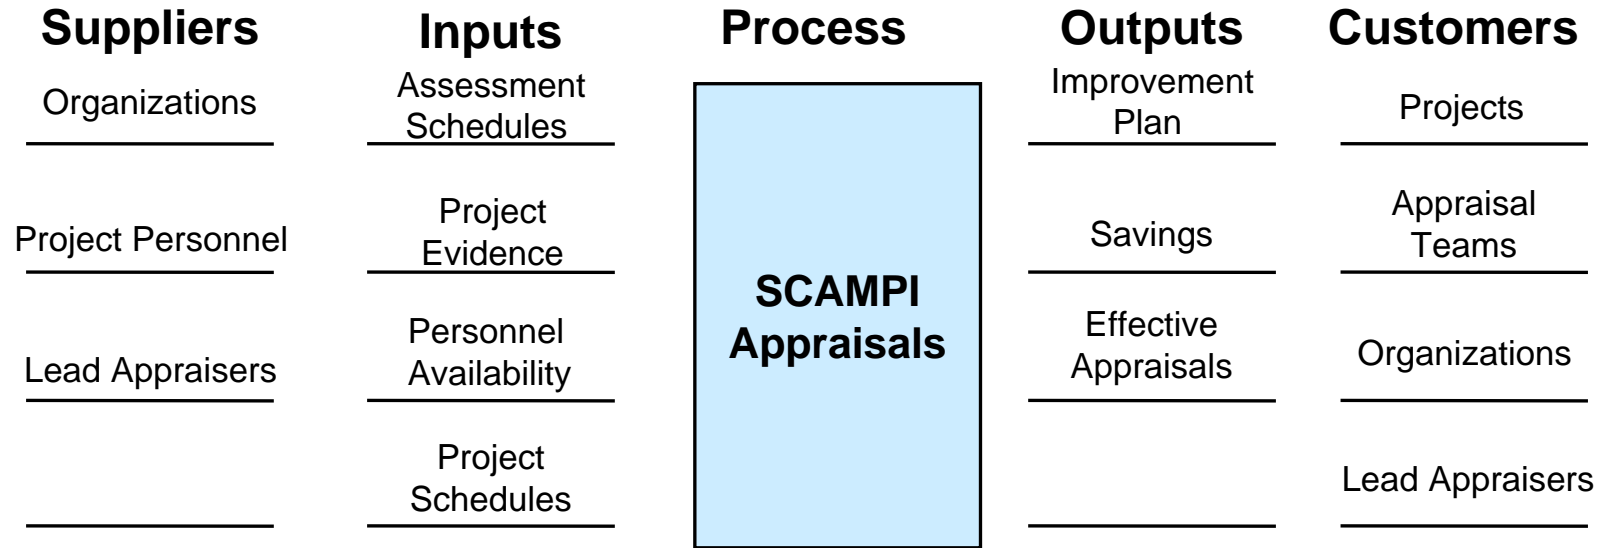 Suppliers
Organizations
Project Personnel
Lead Appraisers
Inputs
Assessment
Schedules
Project
Evidence
Personnel
Availability
Project
Schedules
Process
SCAMPI
Appraisals
Outputs
Improvement
Plan
Savings
Effective
Appraisals
Customers
Projects
Appraisal
Teams
Organizations
Lead Appraisers